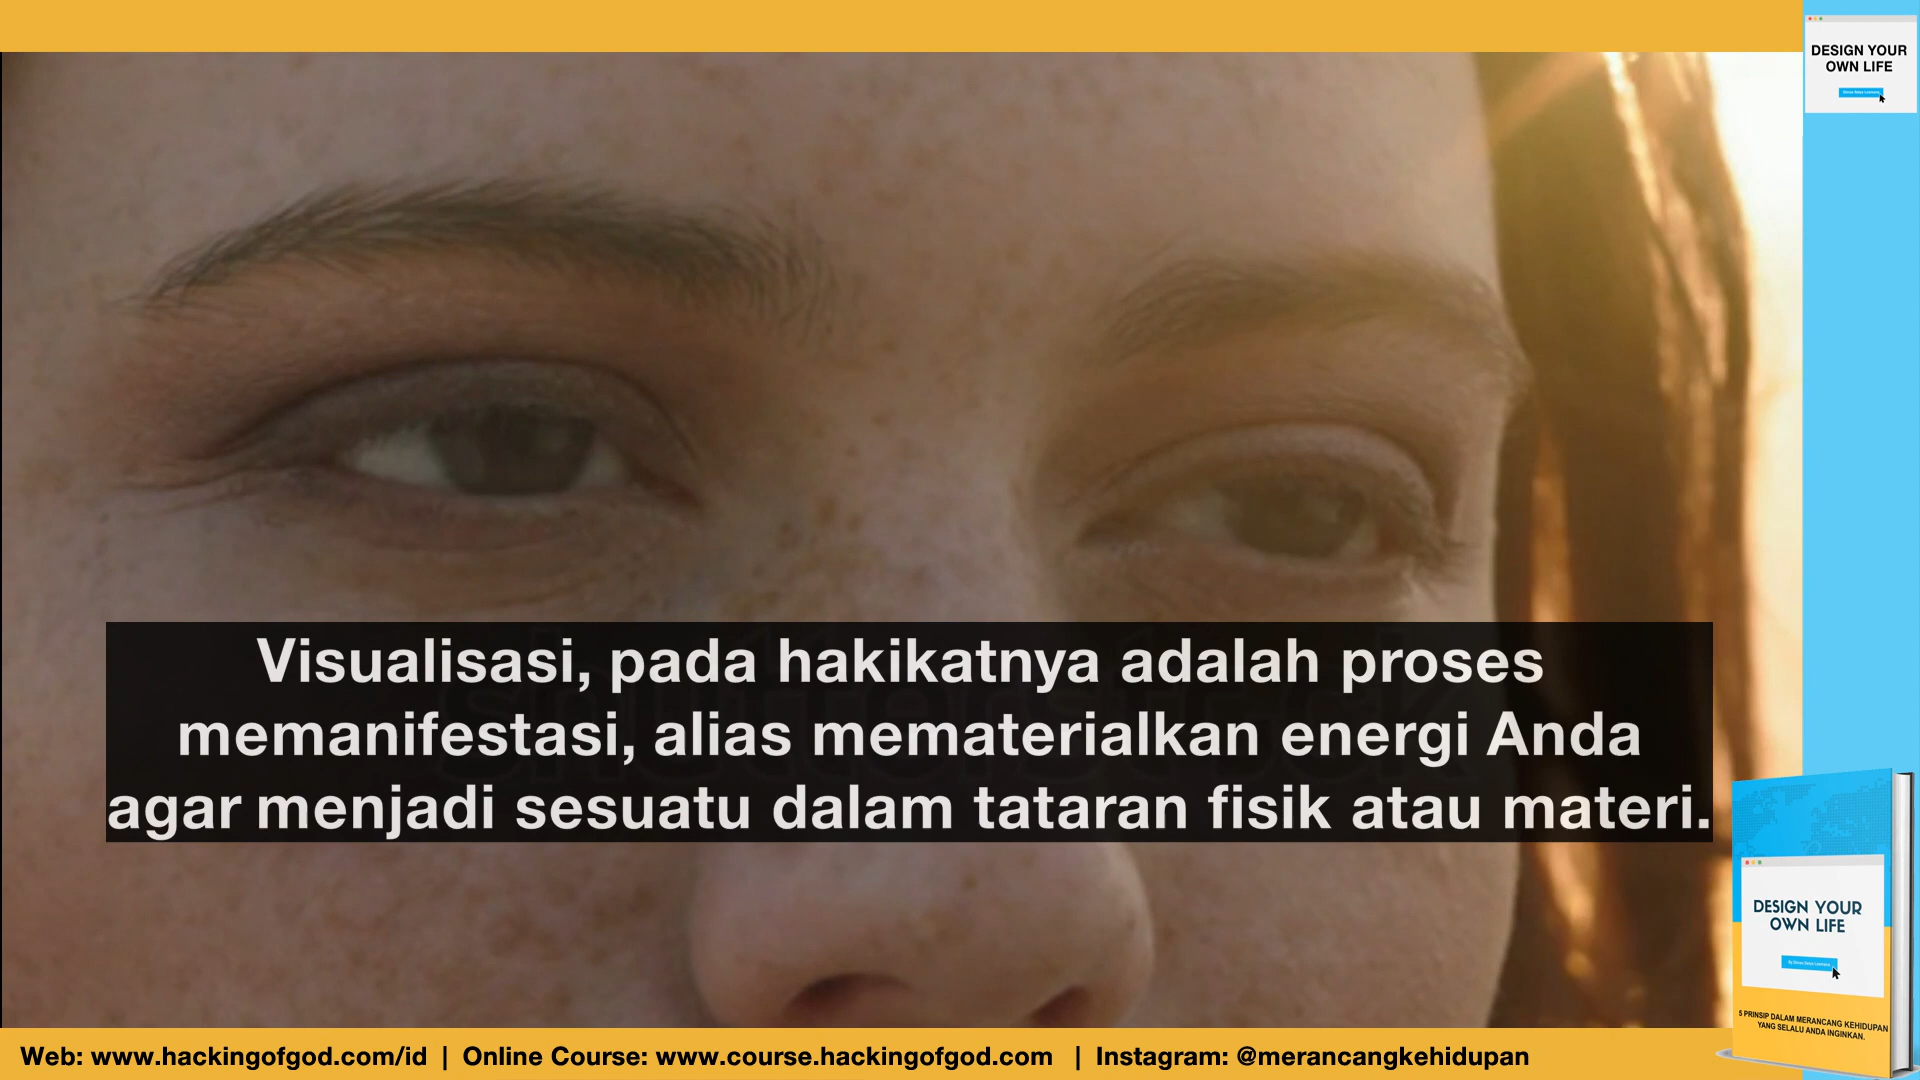 DESIGN YOUR
OWN LIFE
Visualisasi, pada hakikatnya adalah proses
memanifestasi, alias mematerialkan energi Anda
agar menjadi sesuatu dalam tataran fisik atau materi.
DESIGN YOUR
OWN LIFE
5 PRINSIP DALAM MERANCANG KEHIDUPAN
YANG SELALU ANDA INGINKAN.
Web: www.hackingofgod.com/id | Online Course: www.course.hackingofgod.com | Instagram: @merancangkehidupan